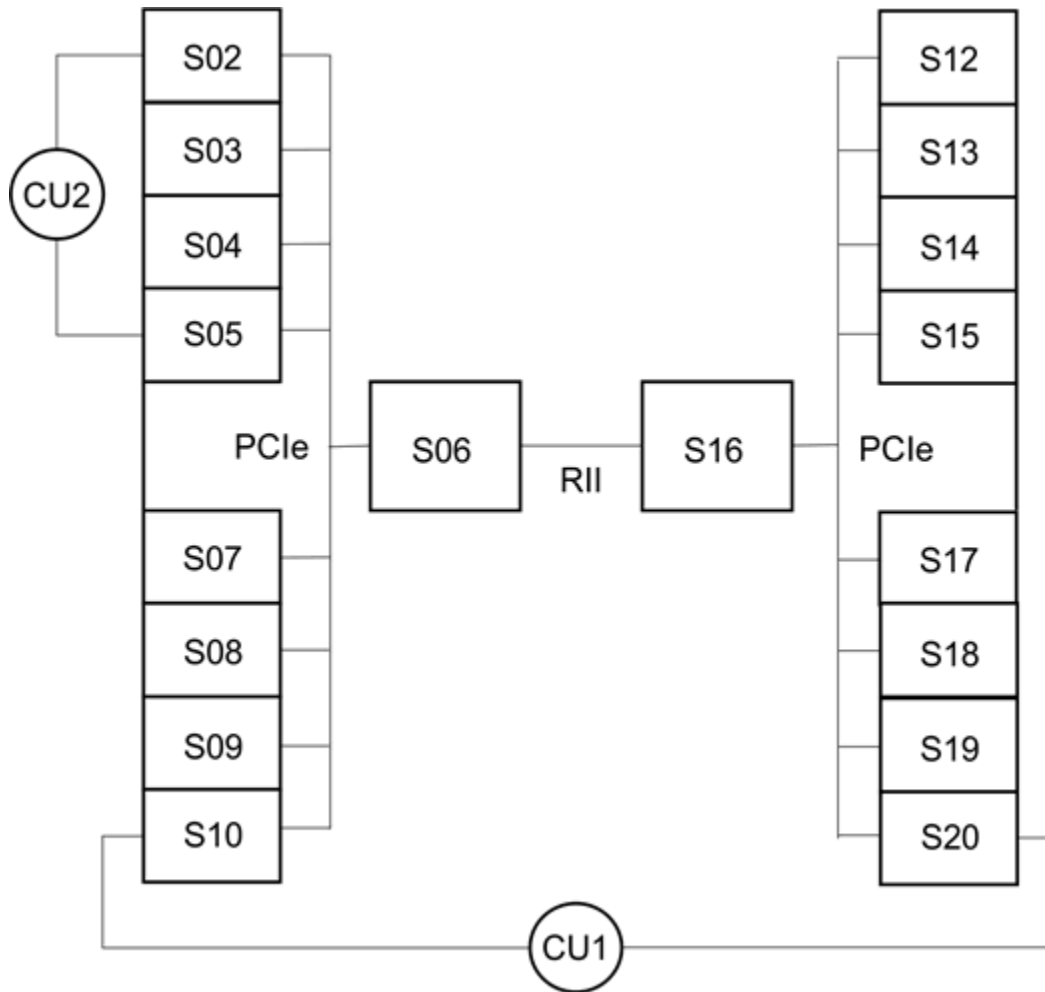 S02
S03
S04
S05
CU2
PCIe
S06
RII
S16
PCIe
S07
S08
S09
S10
S12
S13
S14
S15
S17
S18
S19
S20
CU1